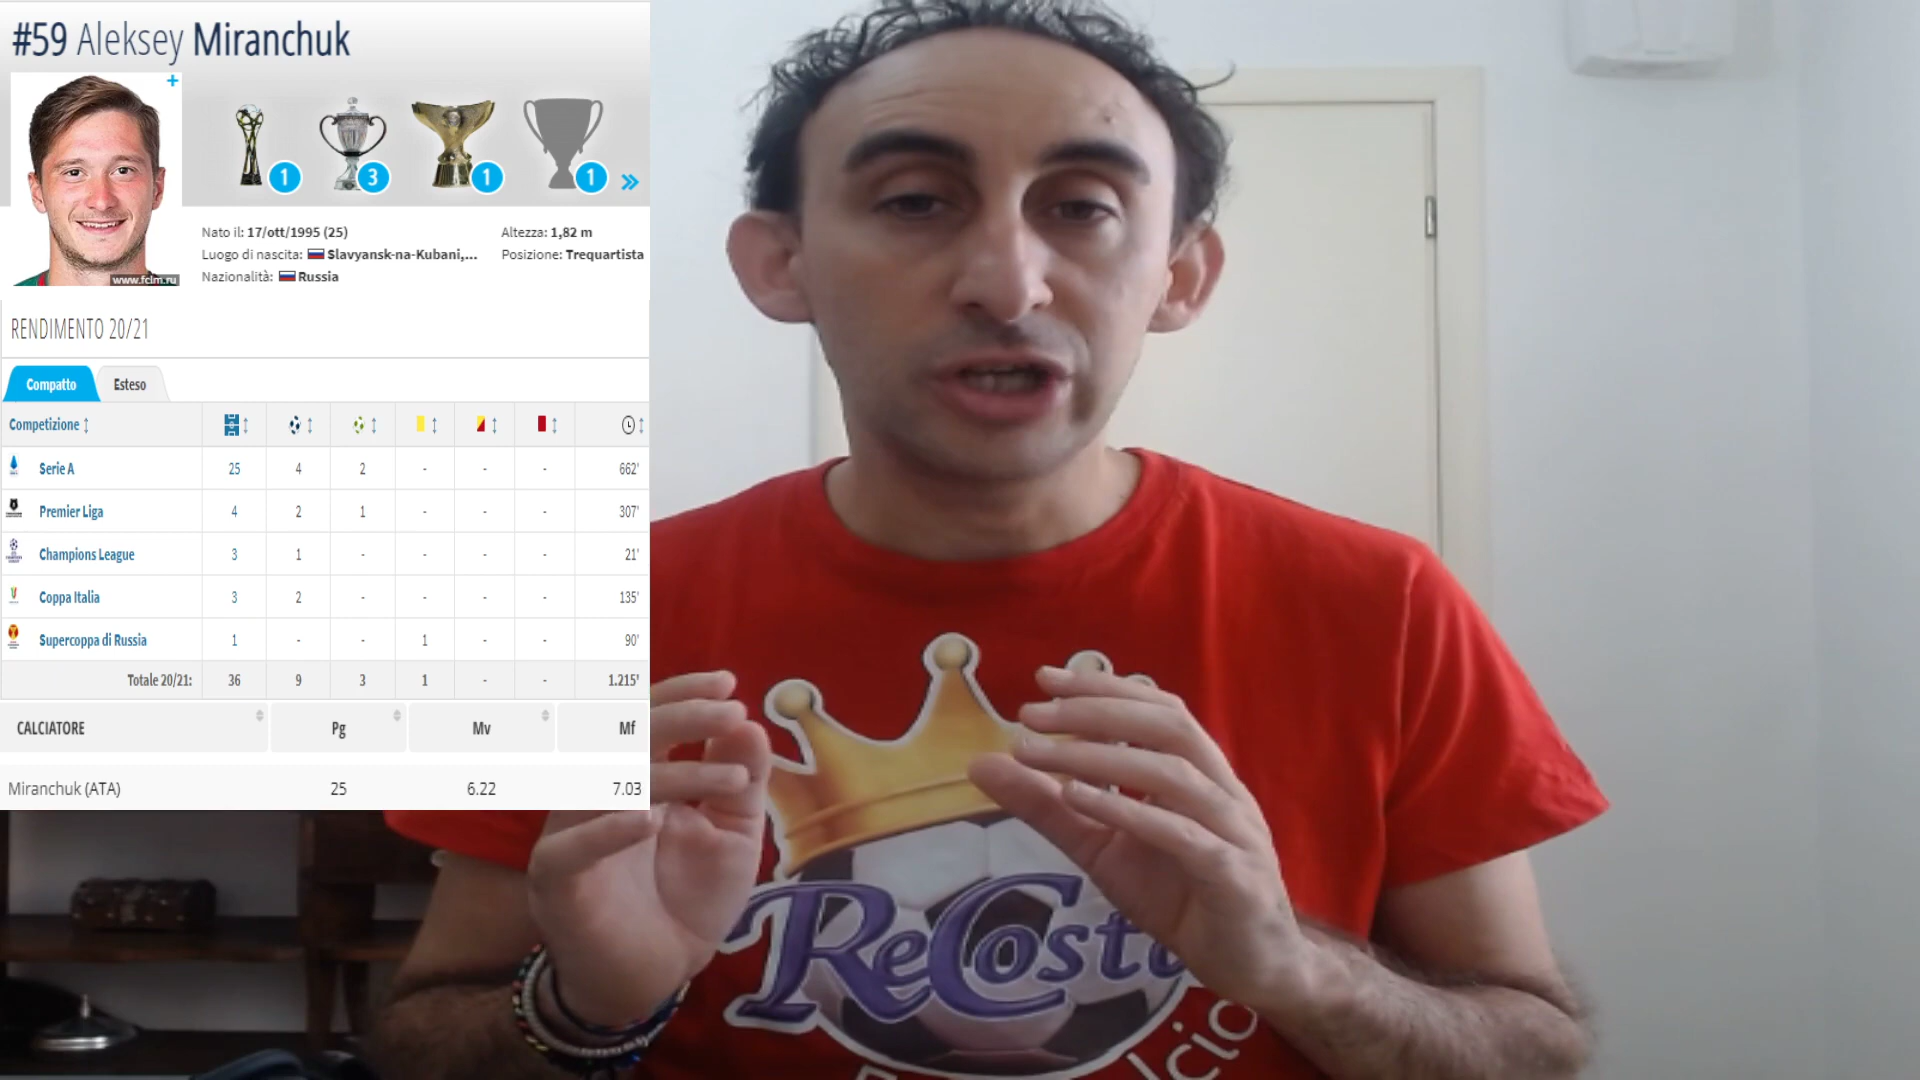 #59 Aleksey Miranchuk
+
1 3 1 1 »
www.fclm.ru
Nato il: 17/ott/1995 (25) Altezza: 1,82 m
Luogo di nascita: Slavyansk-na-Kubani,... Posizione: Trequartista
Nazionalità: Russia
RENDIMENTO 20/21
Compatto Esteso
Competizione
Serie A 25 4 2 - - - 662'
Premier Liga 4 2 1 - - - 307'
Champions League 3 1 - - - - 21'
Coppa Italia 3 2 - - - - 135'
Supercoppa di Russia 1 - - 1 - - 90'
Totale 20/21: 36 9 3 1 - - 1.215'
CALCIATORE Pg Mv Mf
Miranchuk (ATA) 25 6.22 7.03
ReCosta